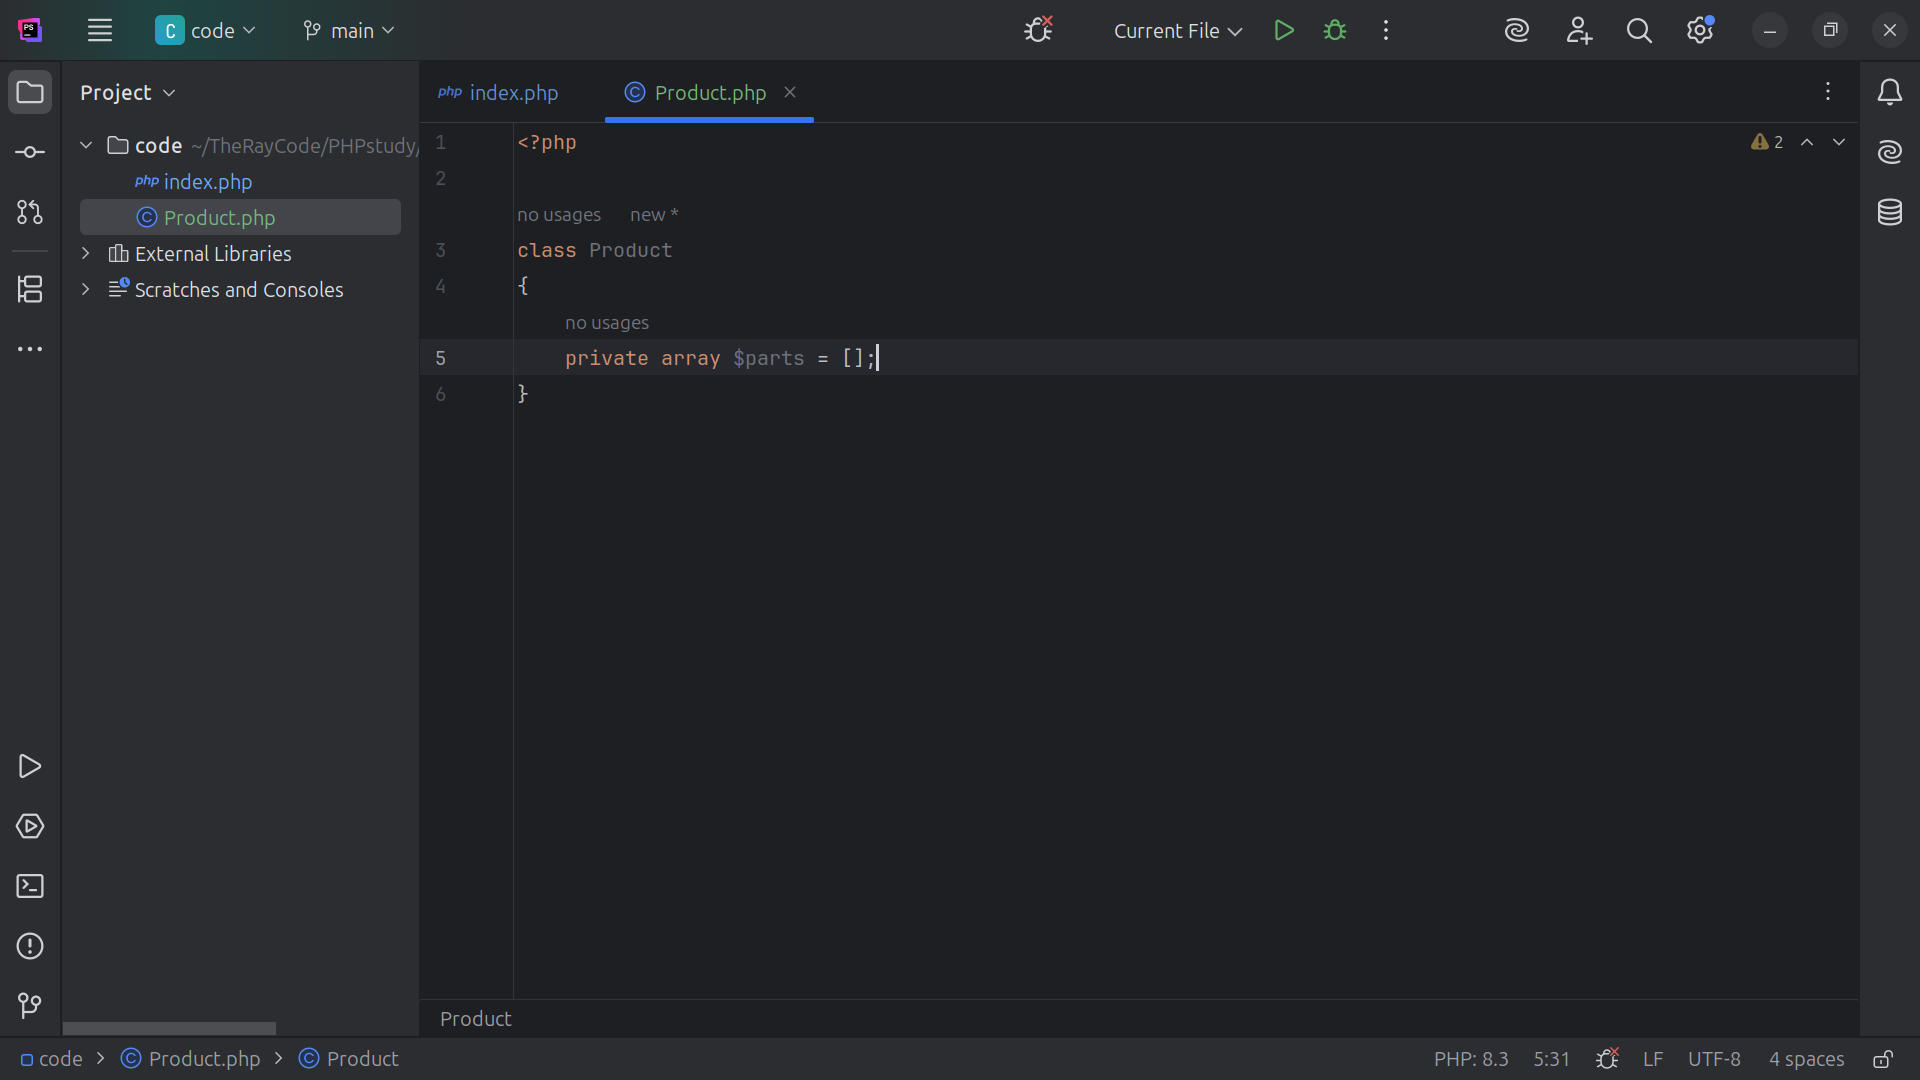 PS
C code
main
Current File
Project
php index.php
C Product.php
code ~/TheRayCode/PHPstudy/
php index.php
C Product.php
External Libraries
Scratches and Consoles
1 <?php
2 2
no usages new *
3 class Product
4 {
no usages
5 private array $parts = [];
6 }
Product
code > C Product.php > C Product
PHP: 8.3 5:31 LF UTF-8 4 spaces